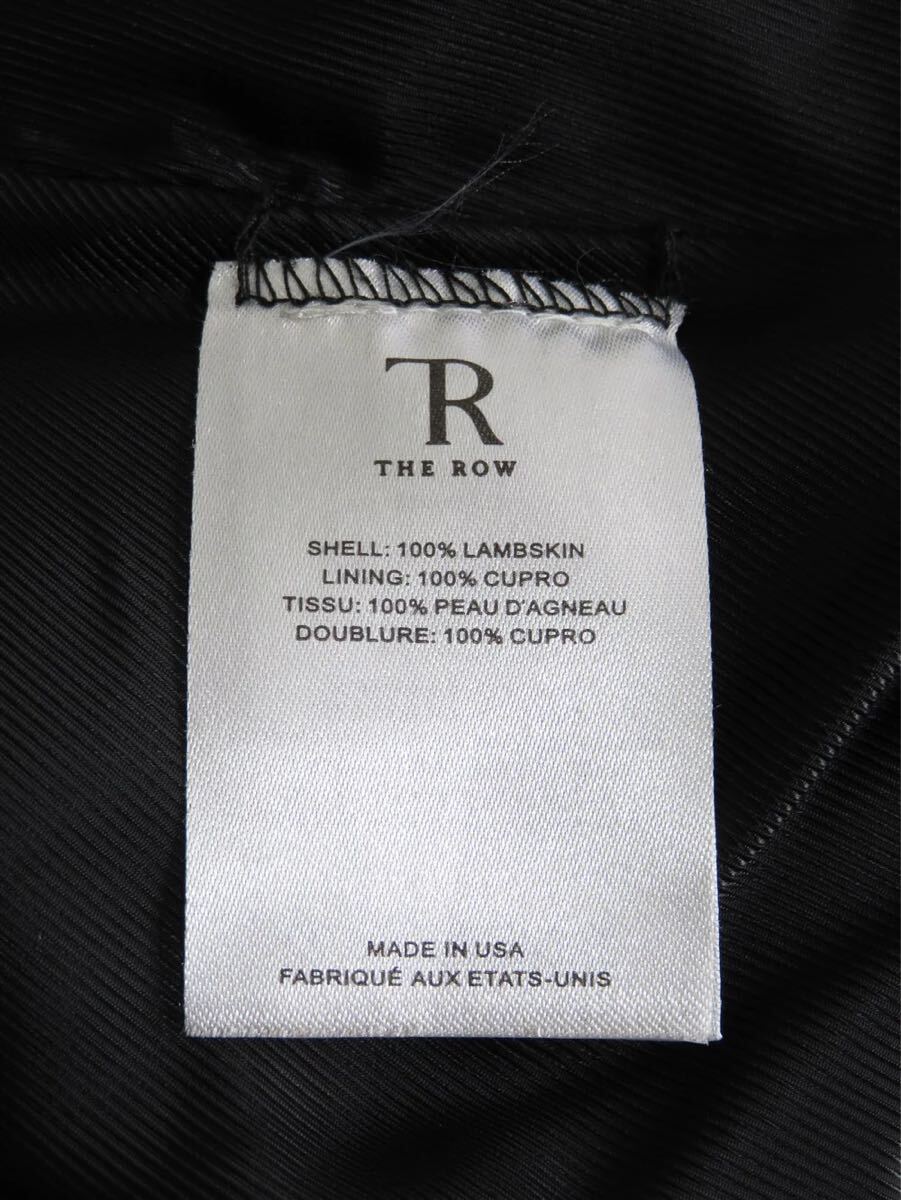 TR
THE ROW
SHELL: 100% LAMBSKIN
LINING: 100% CUPRO
TISSU: 100% PEAU D'AGNEAU
DOUBLURE: 100% CUPRO
MADE IN USA
FABRIQUÉ AUX ETATS-UNIS